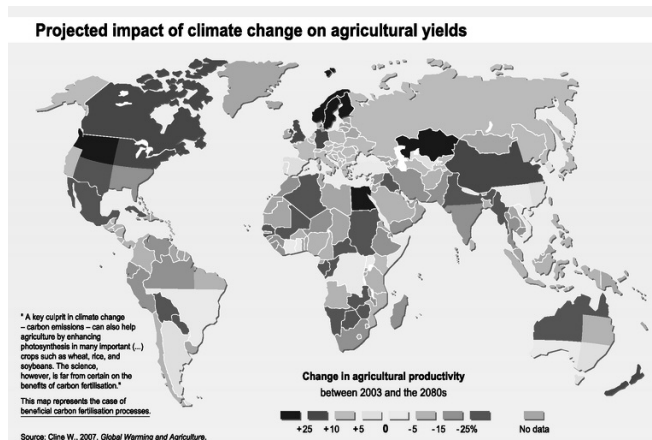 Projected impact of climate change on agricultural yields
" A key culprit in climate change
– carbon emissions – can also help
agriculture by enhancing
photosynthesis in many important (...)
crops such as wheat, rice, and
soybeans. The science,
however, is far from certain on the
benefits of carbon fertilisation."
This map represents the case of
beneficial carbon fertilisation processes.
Source: Cline W., 2007, Global Warming and Agriculture.
Change in agricultural productivity
between 2003 and the 2080s
+25 +10 +5 0 -5 -15 -25% No data